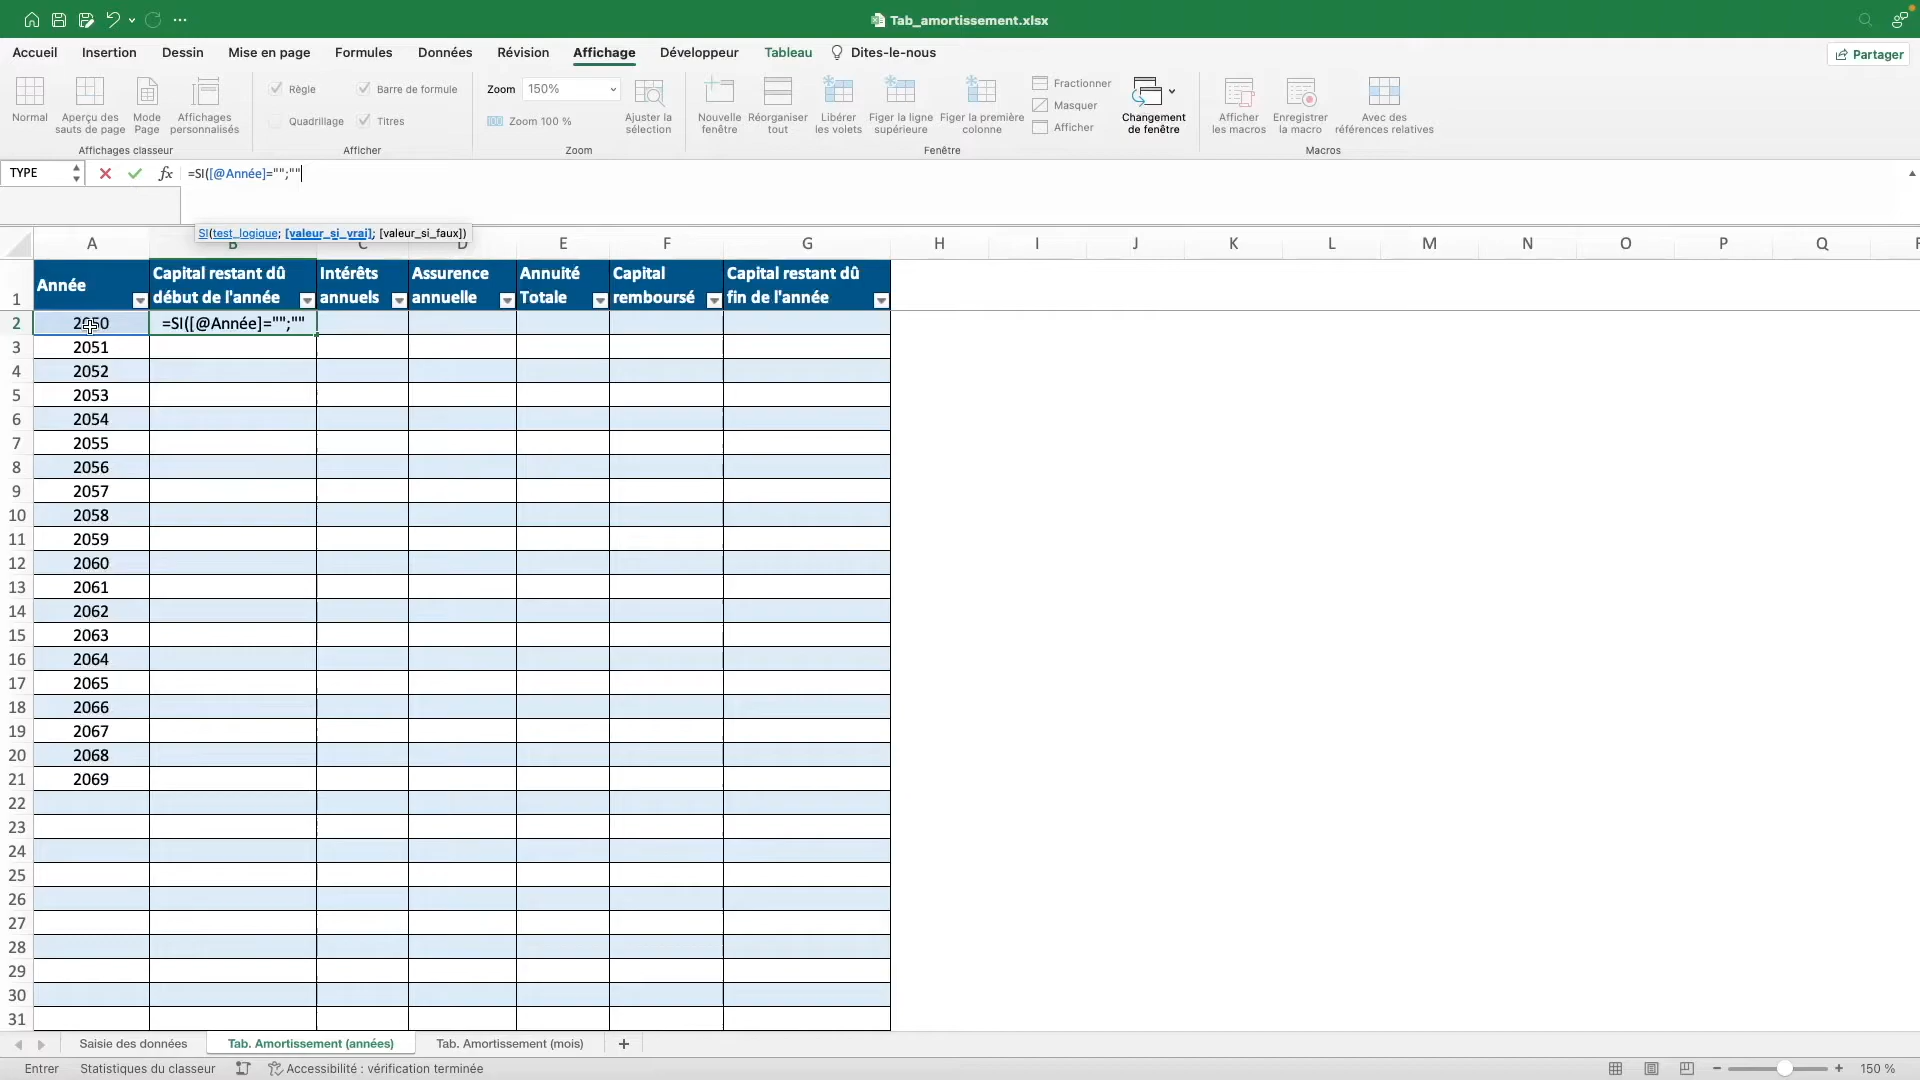 Tab_amortissement.xlsx
Accueil Insertion Dessin Mise en page Formules Données Révision Affichage Développeur Tableau Dites-le-nous Partager
Normal
Aperçu des
sauts de page
Mode
Page
Affichages
personnalisés
Affichages classeur
Règle
Barre de formule
Quadrillage
Titres
Afficher
Zoom 150%
Zoom 100 %
Ajuster la
sélection
Zoom
Nouvelle
fenêtre
Réorganiser
tout
Libérer
les volets
Figer la ligne
supérieure
Figer la première
colonne
Fractionner
Masquer
Afficher
Changement
de fenêtre
Fenêtre
Afficher
les macros
Enregistrer
la macro
Avec des
références relatives
Macros
TYPE
fx =SI([@Année]="";""
SI(test_logique; [valeur_si_vrai]; [valeur_si_faux])
A B C D E F G H I J K L M N O P Q
1
Année
Capital restant dû
début de l'année
Intérêts
annuels
Assurence
annuelle
Annuité
Totale
Capital
remboursé
Capital restant dû
fin de l'année
2 2050 =SI([@Année]="";""
3 2051
4 2052
5 2053
6 2054
7 2055
8 2056
9 2057
10 2058
11 2059
12 2060
13 2061
14 2062
15 2063
16 2064
17 2065
18 2066
19 2067
20 2068
21 2069
22
23
24
25
26
27
28
29
30
31
Saisie des données Tab. Amortissement (années) Tab. Amortissement (mois)
Entrer Statistiques du classeur Accessibilité : vérification terminée 150 %